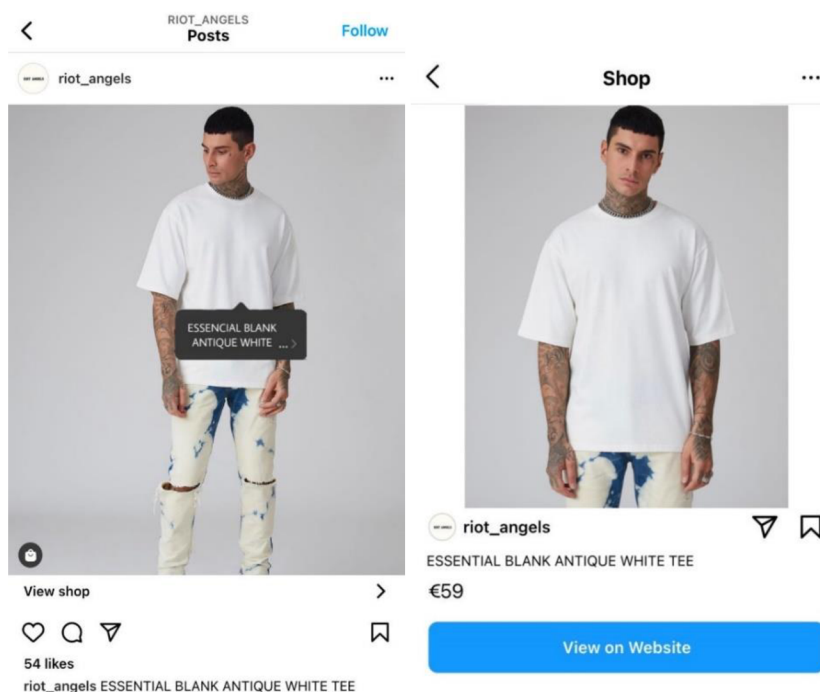 RIOT_ANGELS
Posts
Follow
riot_angels
ESSENCIAL BLANK
ANTIQUE WHITE ...
View shop
54 likes
riot_angels ESSENTIAL BLANK ANTIQUE WHITE TEE
Shop
riot_angels
ESSENTIAL BLANK ANTIQUE WHITE TEE
€59
View on Website